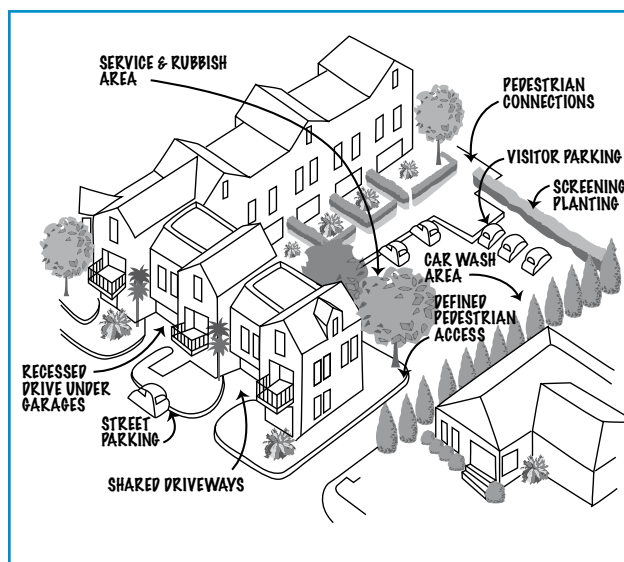 SERVICE & RUBBISH
AREA
PEDESTRIAN
CONNECTIONS
VISITOR PARKING
SCREENING
PLANTING
CAR WASH
AREA
DEFINED
PEDESTRIAN
ACCESS
RECESSED
DRIVE UNDER
GARAGES
STREET
PARKING
SHARED DRIVEWAYS